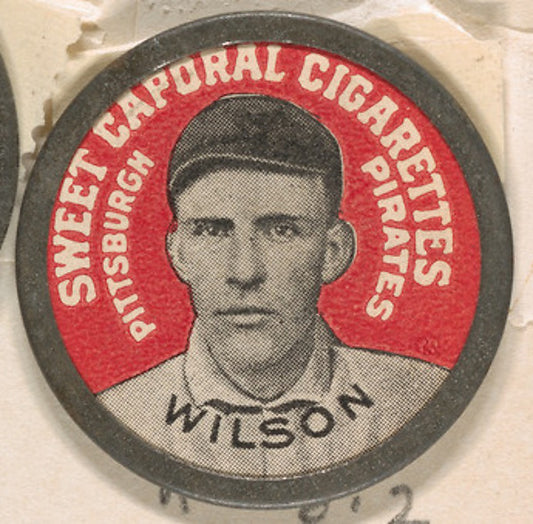 SWEET CAPORAL CIGARETTES
PITTSBURGH
PIRATES
WILSON